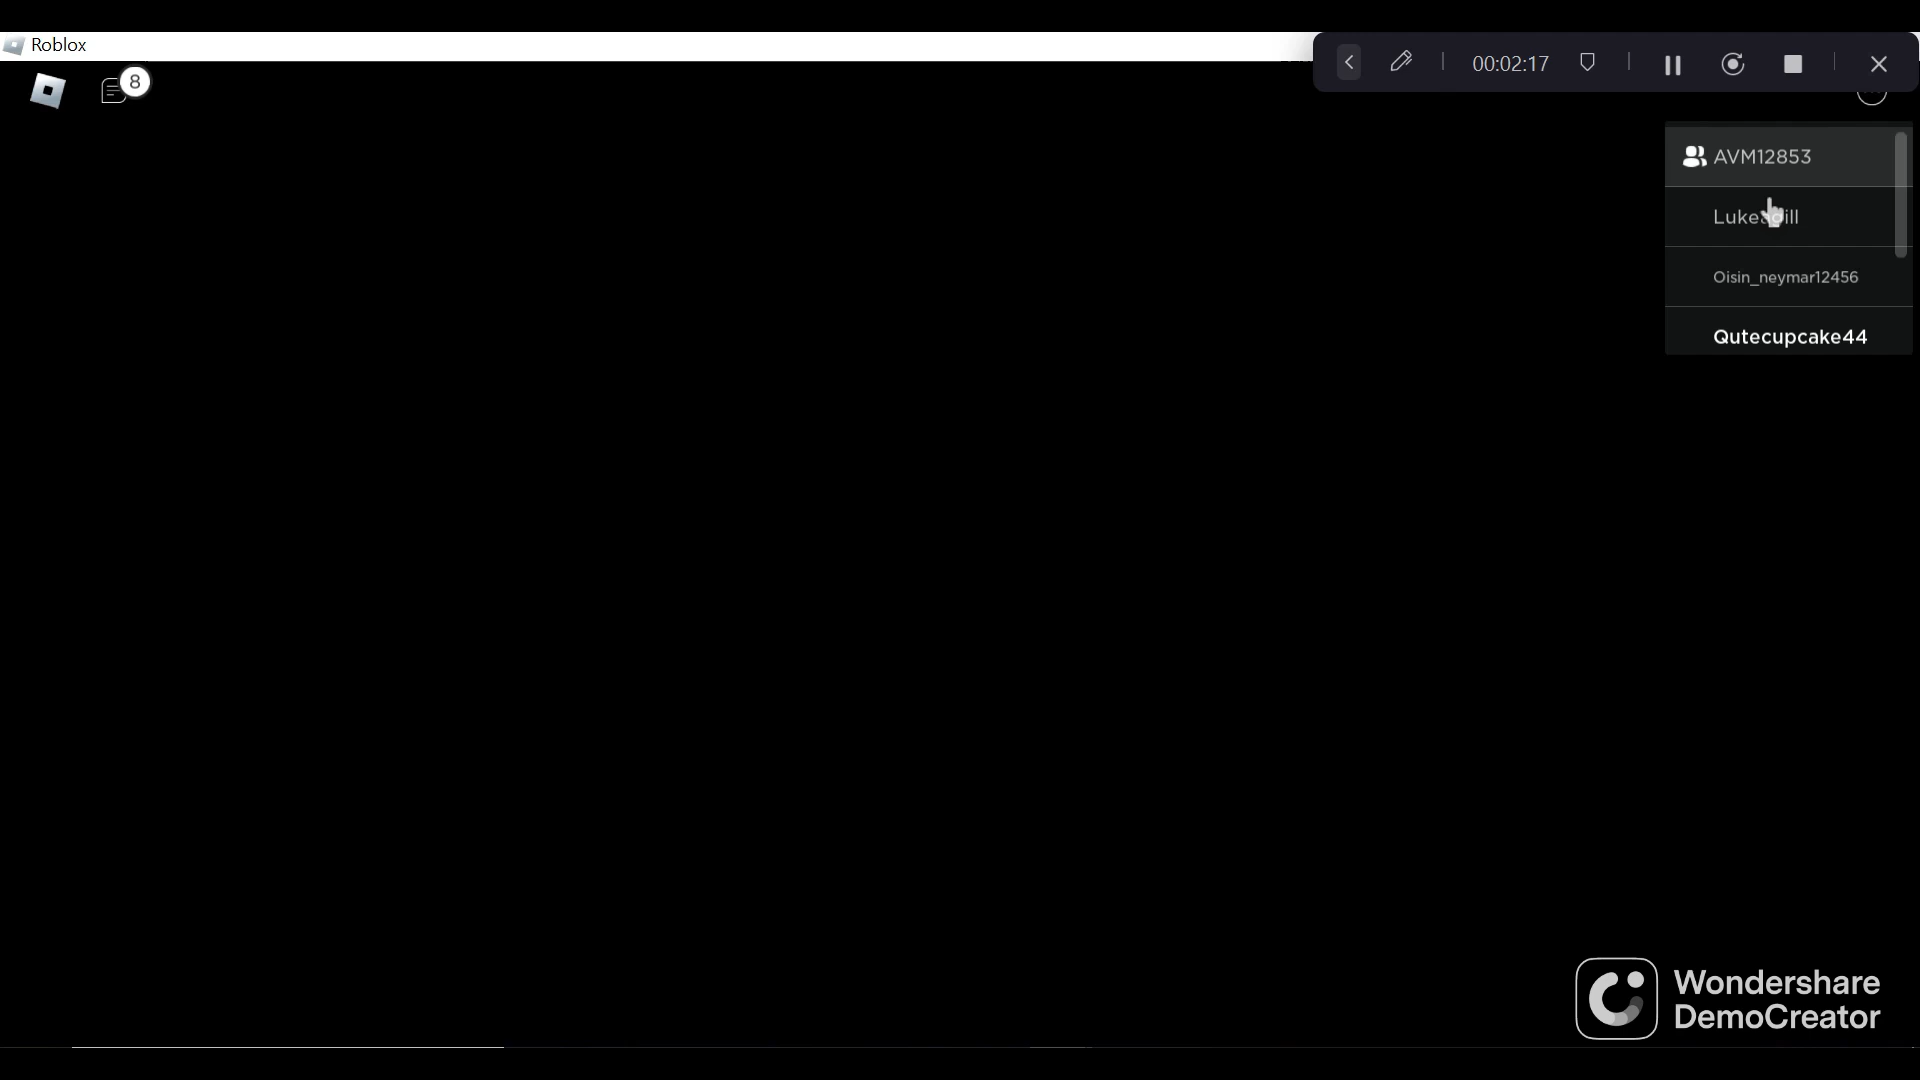 Roblox
8
00:02:17
AVM12853
Oisin_neymar12456
Qutecupcake44
Wondershare
DemoCreator